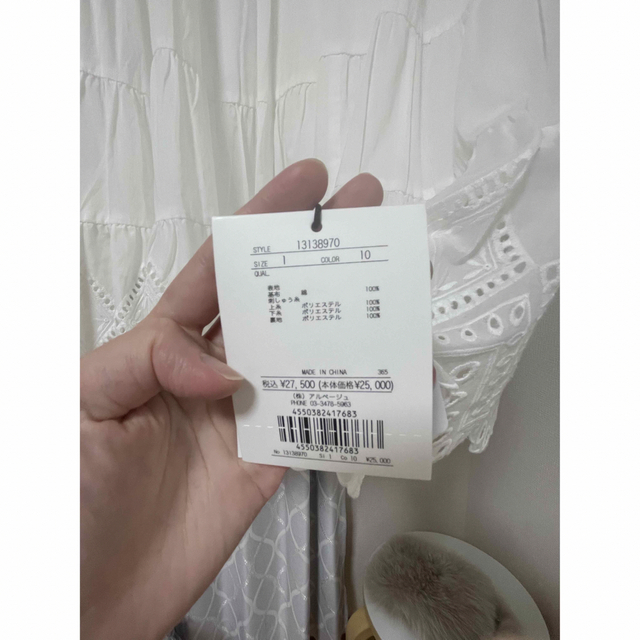 STYLE 13138970
SIZE 1 COLOR 10
QUAL
表地 100%
基布 綿
刺しゅう糸
上糸 ポリエステル 100%
下糸 ポリエステル 100%
裏地 ポリエステル 100%
MADE IN CHINA 365
税込 ¥27,500 (本体価格¥25,000)
(株) アルページュ
PHONE 03-3478-5963
4550382417683
4550382417683
No 13138970 Si 1 Co 10 ¥25,000